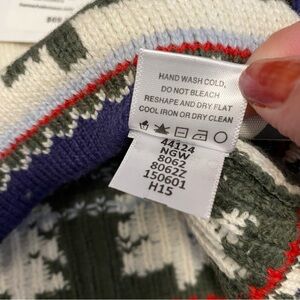 $69
HAND WASH COLD,
DO NOT BLEACH
RESHAPE AND DRY FLAT
COOL IRON OR DRY CLEAN
44124
NGW
8062
8062Z
150601
H15